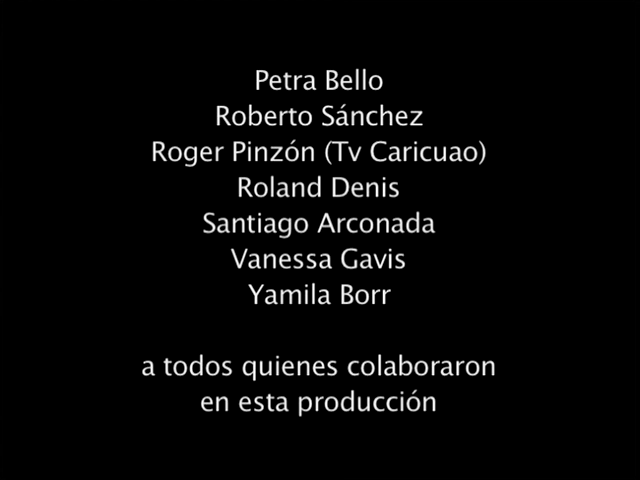 Petra Bello
Roberto Sánchez
Roger Pinzón (Tv Caricuao)
Roland Denis
Santiago Arconada
Vanessa Gavis
Yamila Borr
a todos quienes colaboraron
en esta producción